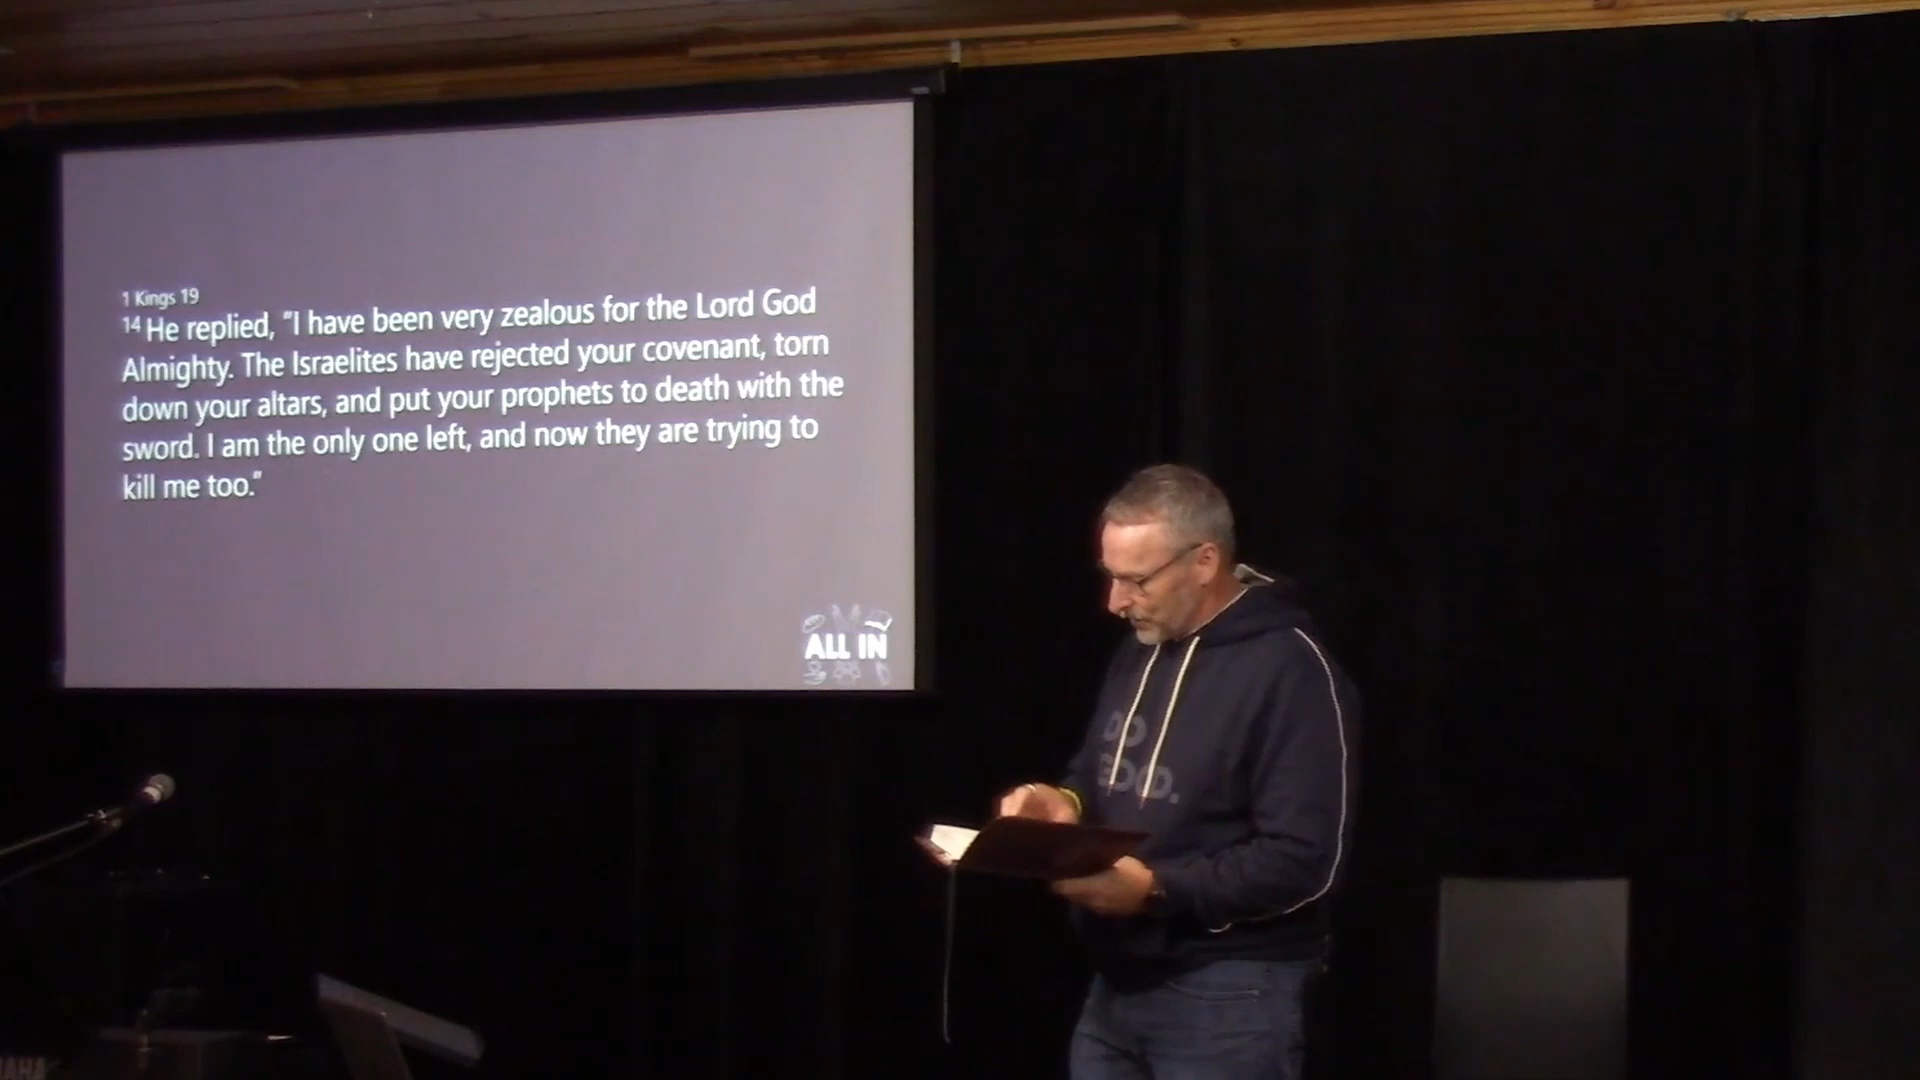 1 Kings 19
14 He replied, "I have been very zealous for the Lord God
Almighty. The Israelites have rejected your covenant, torn
down your altars, and put your prophets to death with the
sword. I am the only one left, and now they are trying to
kill me too."
ALL IN
DO
GOOD.